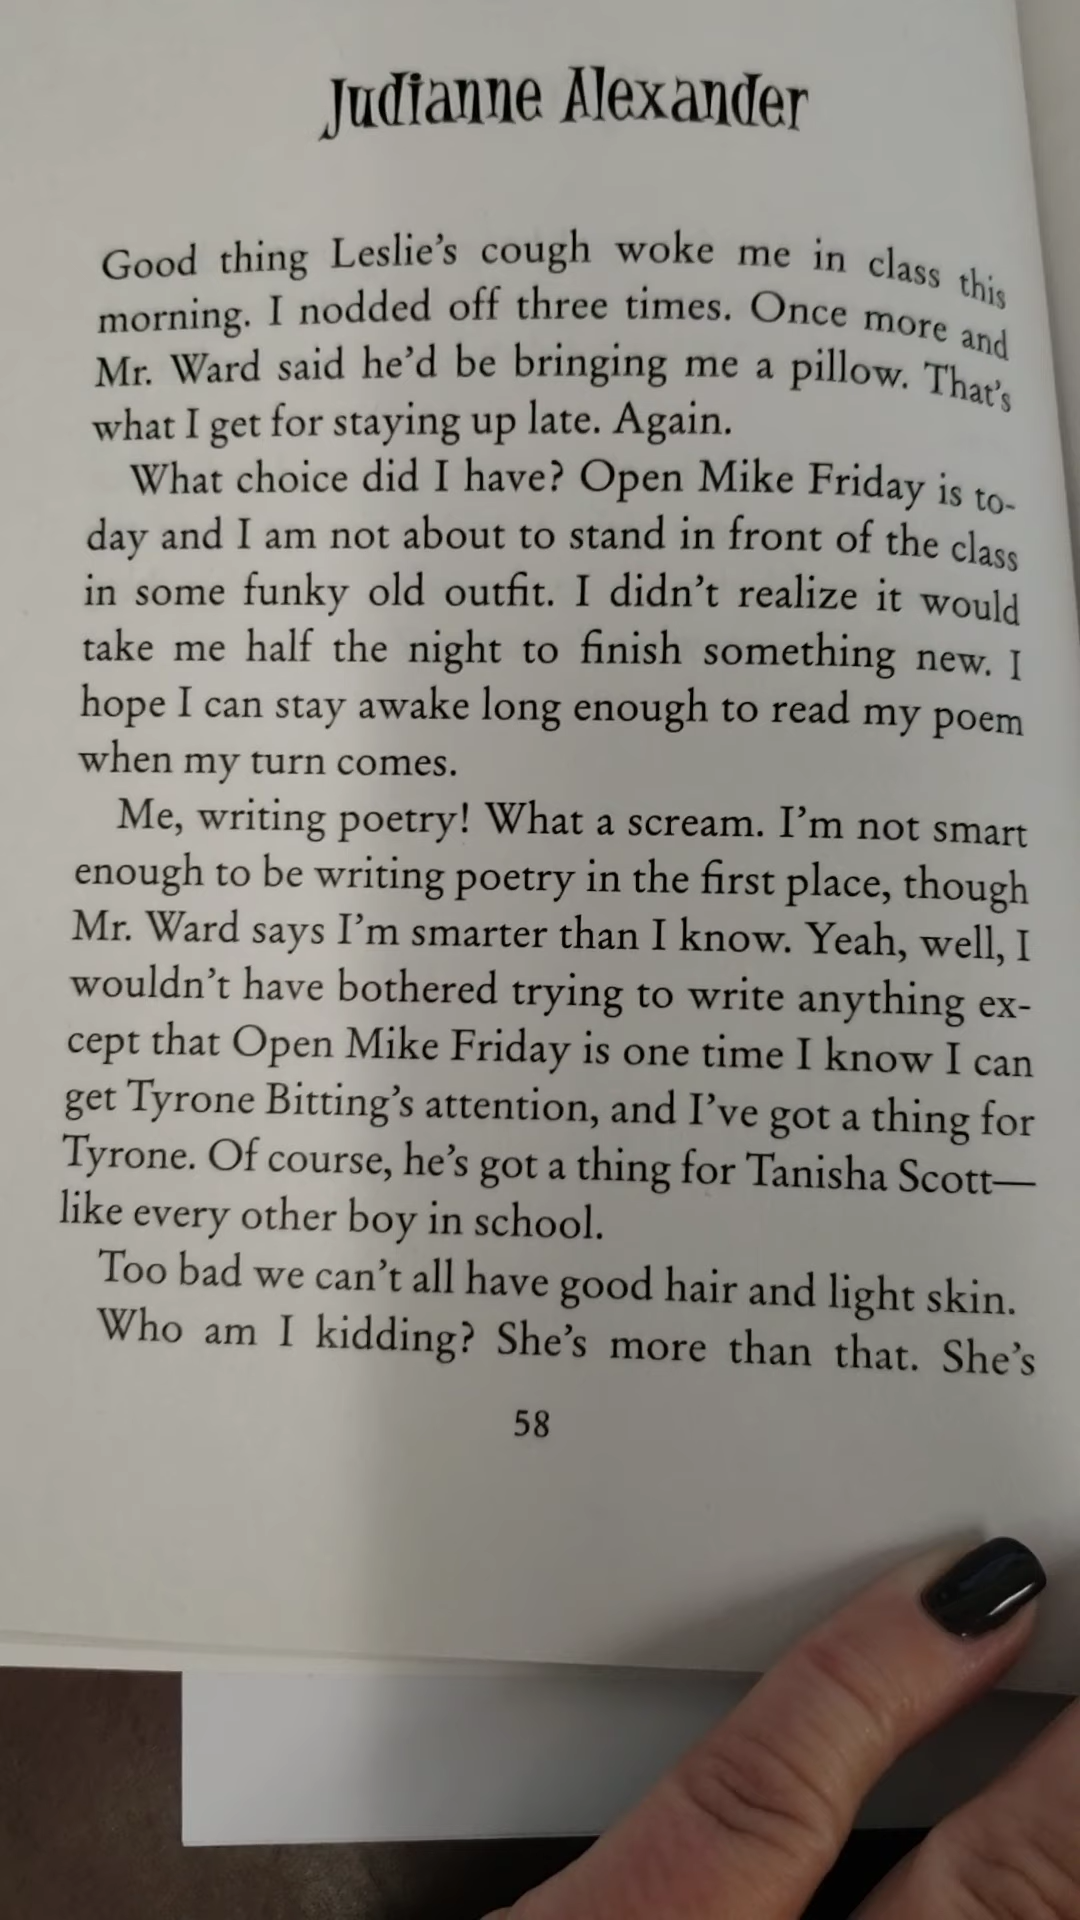 Judianne Alexander
Good thing Leslie’s cough woke me in class this
morning. I nodded off three times. Once more and
Mr. Ward said he’d be bringing me a pillow. That’s
what I get for staying up late. Again.
What choice did I have? Open Mike Friday is to-
day and I am not about to stand in front of the class
in some funky old outfit. I didn’t realize it would
take me half the night to finish something new. I
hope I can stay awake long enough to read my poem
when my turn comes.
Me, writing poetry! What a scream. I’m not smart
enough to be writing poetry in the first place, though
Mr. Ward says I’m smarter than I know. Yeah, well, I
wouldn’t have bothered trying to write anything ex-
cept that Open Mike Friday is one time I know I can
get Tyrone Bitting’s attention, and I’ve got a thing for
Tyrone. Of course, he’s got a thing for Tanisha Scott—
like every other boy in school.
Too bad we can’t all have good hair and light skin.
Who am I kidding? She’s more than that. She’s
58